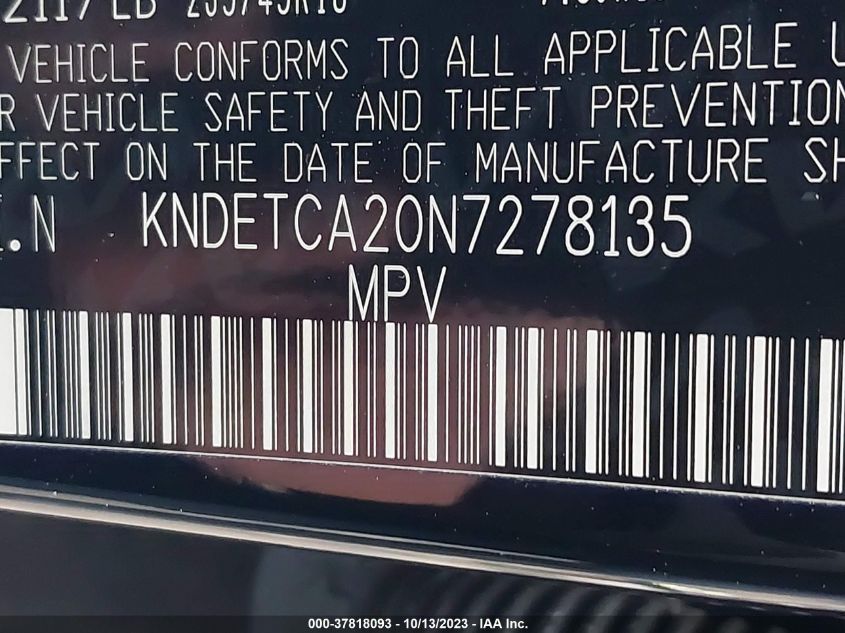 VEHICLE CONFORMS TO ALL APPLICABLE
R VEHICLE SAFETY AND THEFT PREVENTION
FFECT ON THE DATE OF MANUFACTURE SH
.N KNDETCA20N7278135
MPV
000-37818093 - 10/13/2023 - IAA Inc.